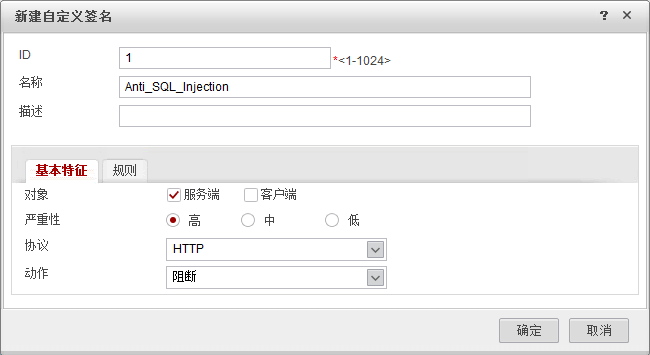 新建自定义签名 ?
ID 1 *<1-1024>
名称 Anti_SQL_Injection
描述
基本特征 规则
对象 服务端 客户端
严重性 高 中 低
协议 HTTP
动作 阻断
确定 取消